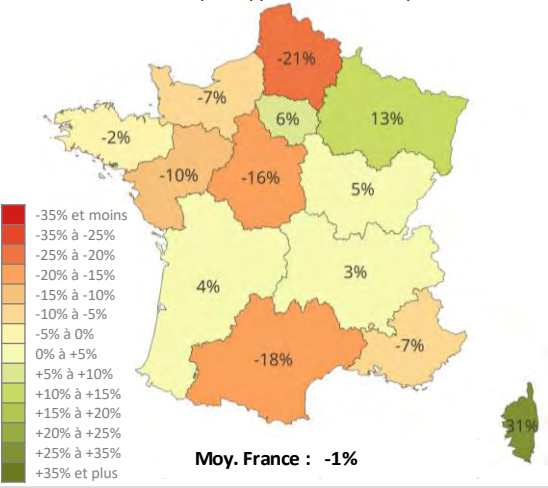 -21%
-7%
6%
13%
-2%
-10%
-16%
5%
4%
3%
-18%
-7%
31%
-35% et moins
-35% à -25%
-25% à -20%
-20% à -15%
-15% à -10%
-10% à -5%
-5% à 0%
0% à +5%
+5% à +10%
+10% à +15%
+15% à +20%
+20% à +25%
+25% à +35%
+35% et plus
Moy. France : -1%